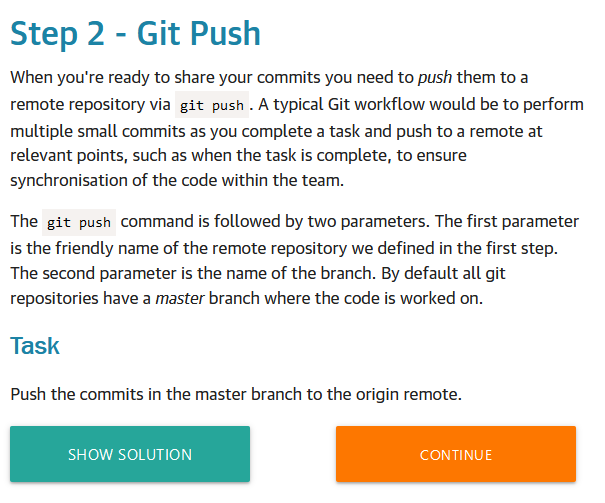 Step 2 - Git Push
When you're ready to share your commits you need to push them to a
remote repository via git push. A typical Git workflow would be to perform
multiple small commits as you complete a task and push to a remote at
relevant points, such as when the task is complete, to ensure
synchronisation of the code within the team.
The git push command is followed by two parameters. The first parameter
is the friendly name of the remote repository we defined in the first step.
The second parameter is the name of the branch. By default all git
repositories have a master branch where the code is worked on.
Task
Push the commits in the master branch to the origin remote.
SHOW SOLUTION
CONTINUE